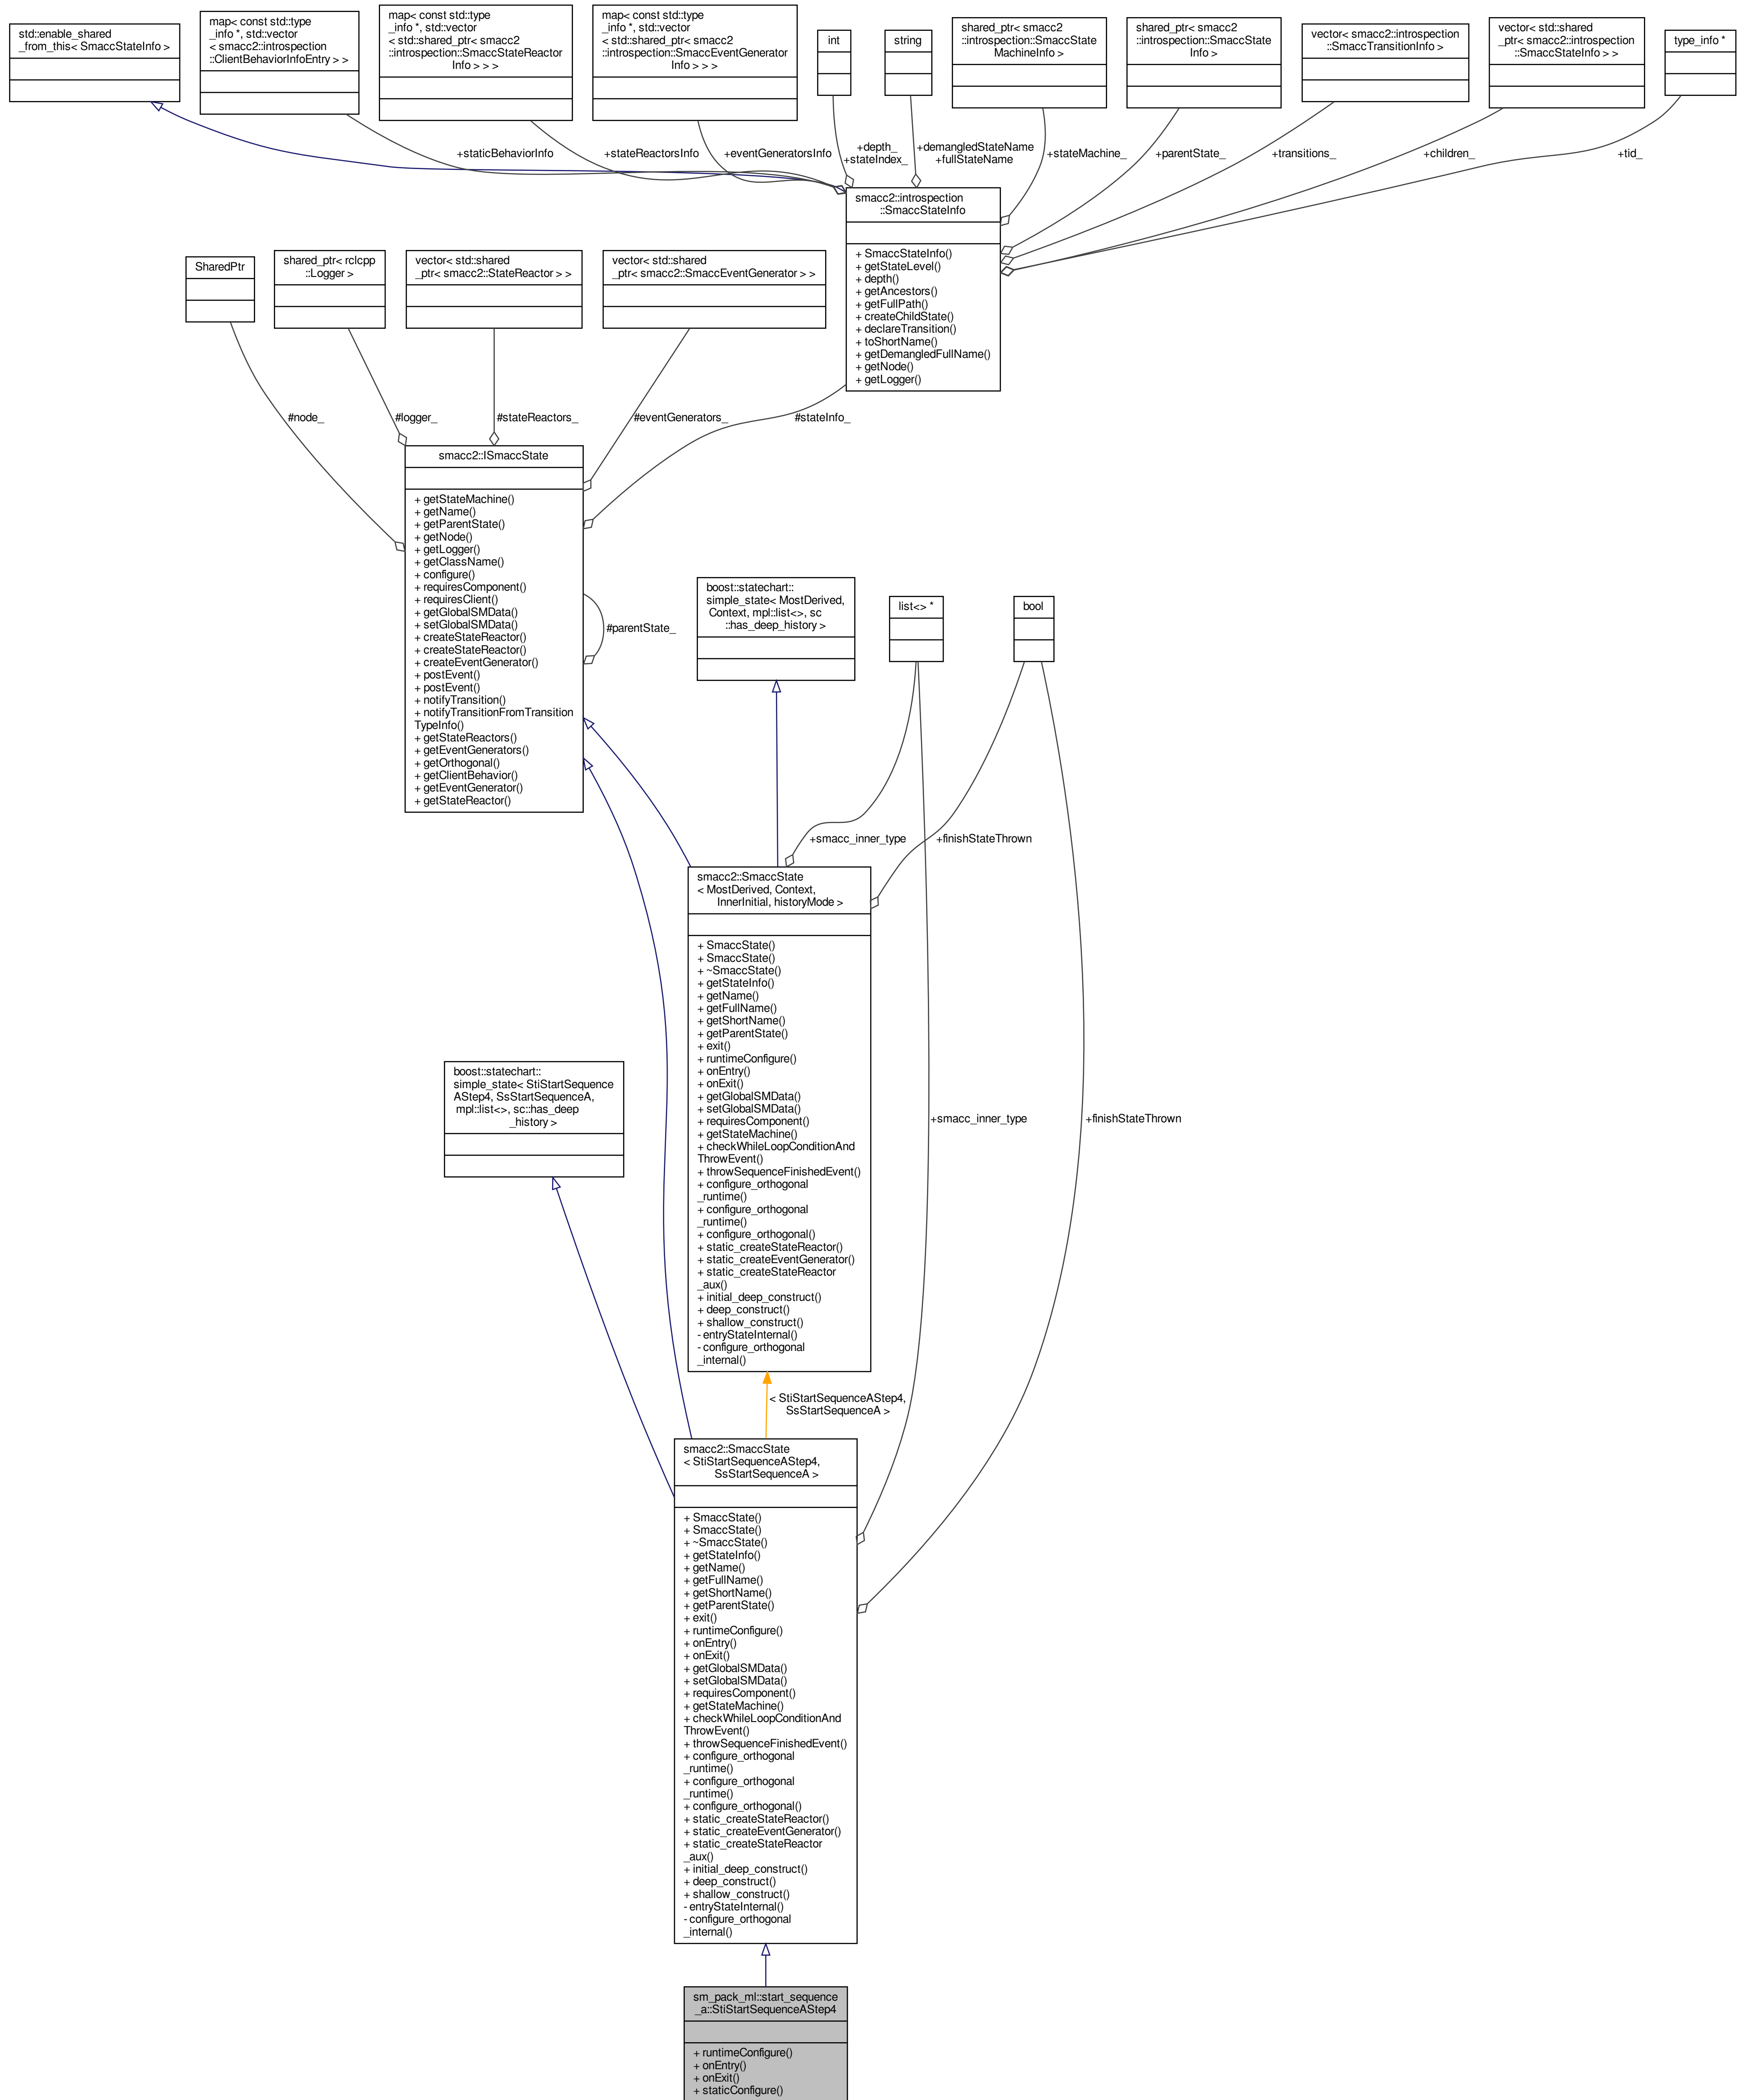 std::enable_shared
_from_this< SmaccStateInfo >
map< const std::type
_info *, std::vector
< smacc2::introspection
::ClientBehaviorInfoEntry > >
map< const std::type
_info *, std::vector
< std::shared_ptr< smacc2
::introspection::SmaccStateReactor
Info > > >
map< const std::type
_info *, std::vector
< std::shared_ptr< smacc2
::introspection::SmaccEventGenerator
Info > > >
int
string
shared_ptr< smacc2
::introspection::SmaccState
MachineInfo >
shared_ptr< smacc2
::introspection::SmaccState
Info >
vector< smacc2::introspection
::SmaccTransitionInfo >
vector< std::shared
_ptr< smacc2::introspection
::SmaccStateInfo > >
type_info *
+staticBehaviorInfo
+stateReactorsInfo
+eventGeneratorsInfo
+depth_
+stateIndex_
+demangledStateName
+fullStateName
+stateMachine_
+parentState_
+transitions_
+children_
+tid_
smacc2::introspection
::SmaccStateInfo
+ SmaccStateInfo()
+ getStateLevel()
+ depth()
+ getAncestors()
+ getFullPath()
+ createChildState()
+ declareTransition()
+ toShortName()
+ getDemangledFullName()
+ getNode()
+ getLogger()
SharedPtr
shared_ptr< rclcpp
::Logger >
vector< std::shared
_ptr< smacc2::StateReactor > >
vector< std::shared
_ptr< smacc2::SmaccEventGenerator > >
#node_
#logger_
#stateReactors_
#eventGenerators_
#stateInfo_
smacc2::ISmaccState
+ getStateMachine()
+ getName()
+ getParentState()
+ getNode()
+ getLogger()
+ getClassName()
+ configure()
+ requiresComponent()
+ requiresClient()
+ getGlobalSMData()
+ setGlobalSMData()
+ createStateReactor()
+ createStateReactor()
+ createEventGenerator()
+ postEvent()
+ postEvent()
+ notifyTransition()
+ notifyTransitionFromTransition
TypeInfo()
+ getStateReactors()
+ getEventGenerators()
+ getOrthogonal()
+ getClientBehavior()
+ getEventGenerator()
+ getStateReactor()
#parentState_
boost::statechart::
simple_state< MostDerived,
Context, mpl::list<>, sc
::has_deep_history >
list<> *
bool
+smacc_inner_type
+finishStateThrown
smacc2::SmaccState
< MostDerived, Context,
InnerInitial, historyMode >
+ SmaccState()
+ SmaccState()
+ ~SmaccState()
+ getStateInfo()
+ getName()
+ getFullName()
+ getShortName()
+ getParentState()
+ exit()
+ runtimeConfigure()
+ onEntry()
+ onExit()
+ getGlobalSMData()
+ setGlobalSMData()
+ requiresComponent()
+ getStateMachine()
+ checkWhileLoopConditionAnd
ThrowEvent()
+ throwSequenceFinishedEvent()
+ configure_orthogonal
_runtime()
+ configure_orthogonal
_runtime()
+ configure_orthogonal()
+ static_createStateReactor()
+ static_createEventGenerator()
+ static_createStateReactor
_aux()
+ initial_deep_construct()
+ deep_construct()
+ shallow_construct()
- entryStateInternal()
- configure_orthogonal
_internal()
boost::statechart::
simple_state< StiStartSequence
AStep4, SsStartSequenceA,
mpl::list<>, sc::has_deep
_history >
+smacc_inner_type
+finishStateThrown
< StiStartSequenceAStep4,
SsStartSequenceA >
smacc2::SmaccState
< StiStartSequenceAStep4,
SsStartSequenceA >
+ SmaccState()
+ SmaccState()
+ ~SmaccState()
+ getStateInfo()
+ getName()
+ getFullName()
+ getShortName()
+ getParentState()
+ exit()
+ runtimeConfigure()
+ onEntry()
+ onExit()
+ getGlobalSMData()
+ setGlobalSMData()
+ requiresComponent()
+ getStateMachine()
+ checkWhileLoopConditionAnd
ThrowEvent()
+ throwSequenceFinishedEvent()
+ configure_orthogonal
_runtime()
+ configure_orthogonal
_runtime()
+ configure_orthogonal()
+ static_createStateReactor()
+ static_createEventGenerator()
+ static_createStateReactor
_aux()
+ initial_deep_construct()
+ deep_construct()
+ shallow_construct()
- entryStateInternal()
- configure_orthogonal
_internal()
sm_pack_ml::start_sequence
_a::StiStartSequenceAStep4
+ runtimeConfigure()
+ onEntry()
+ onExit()
+ staticConfigure()